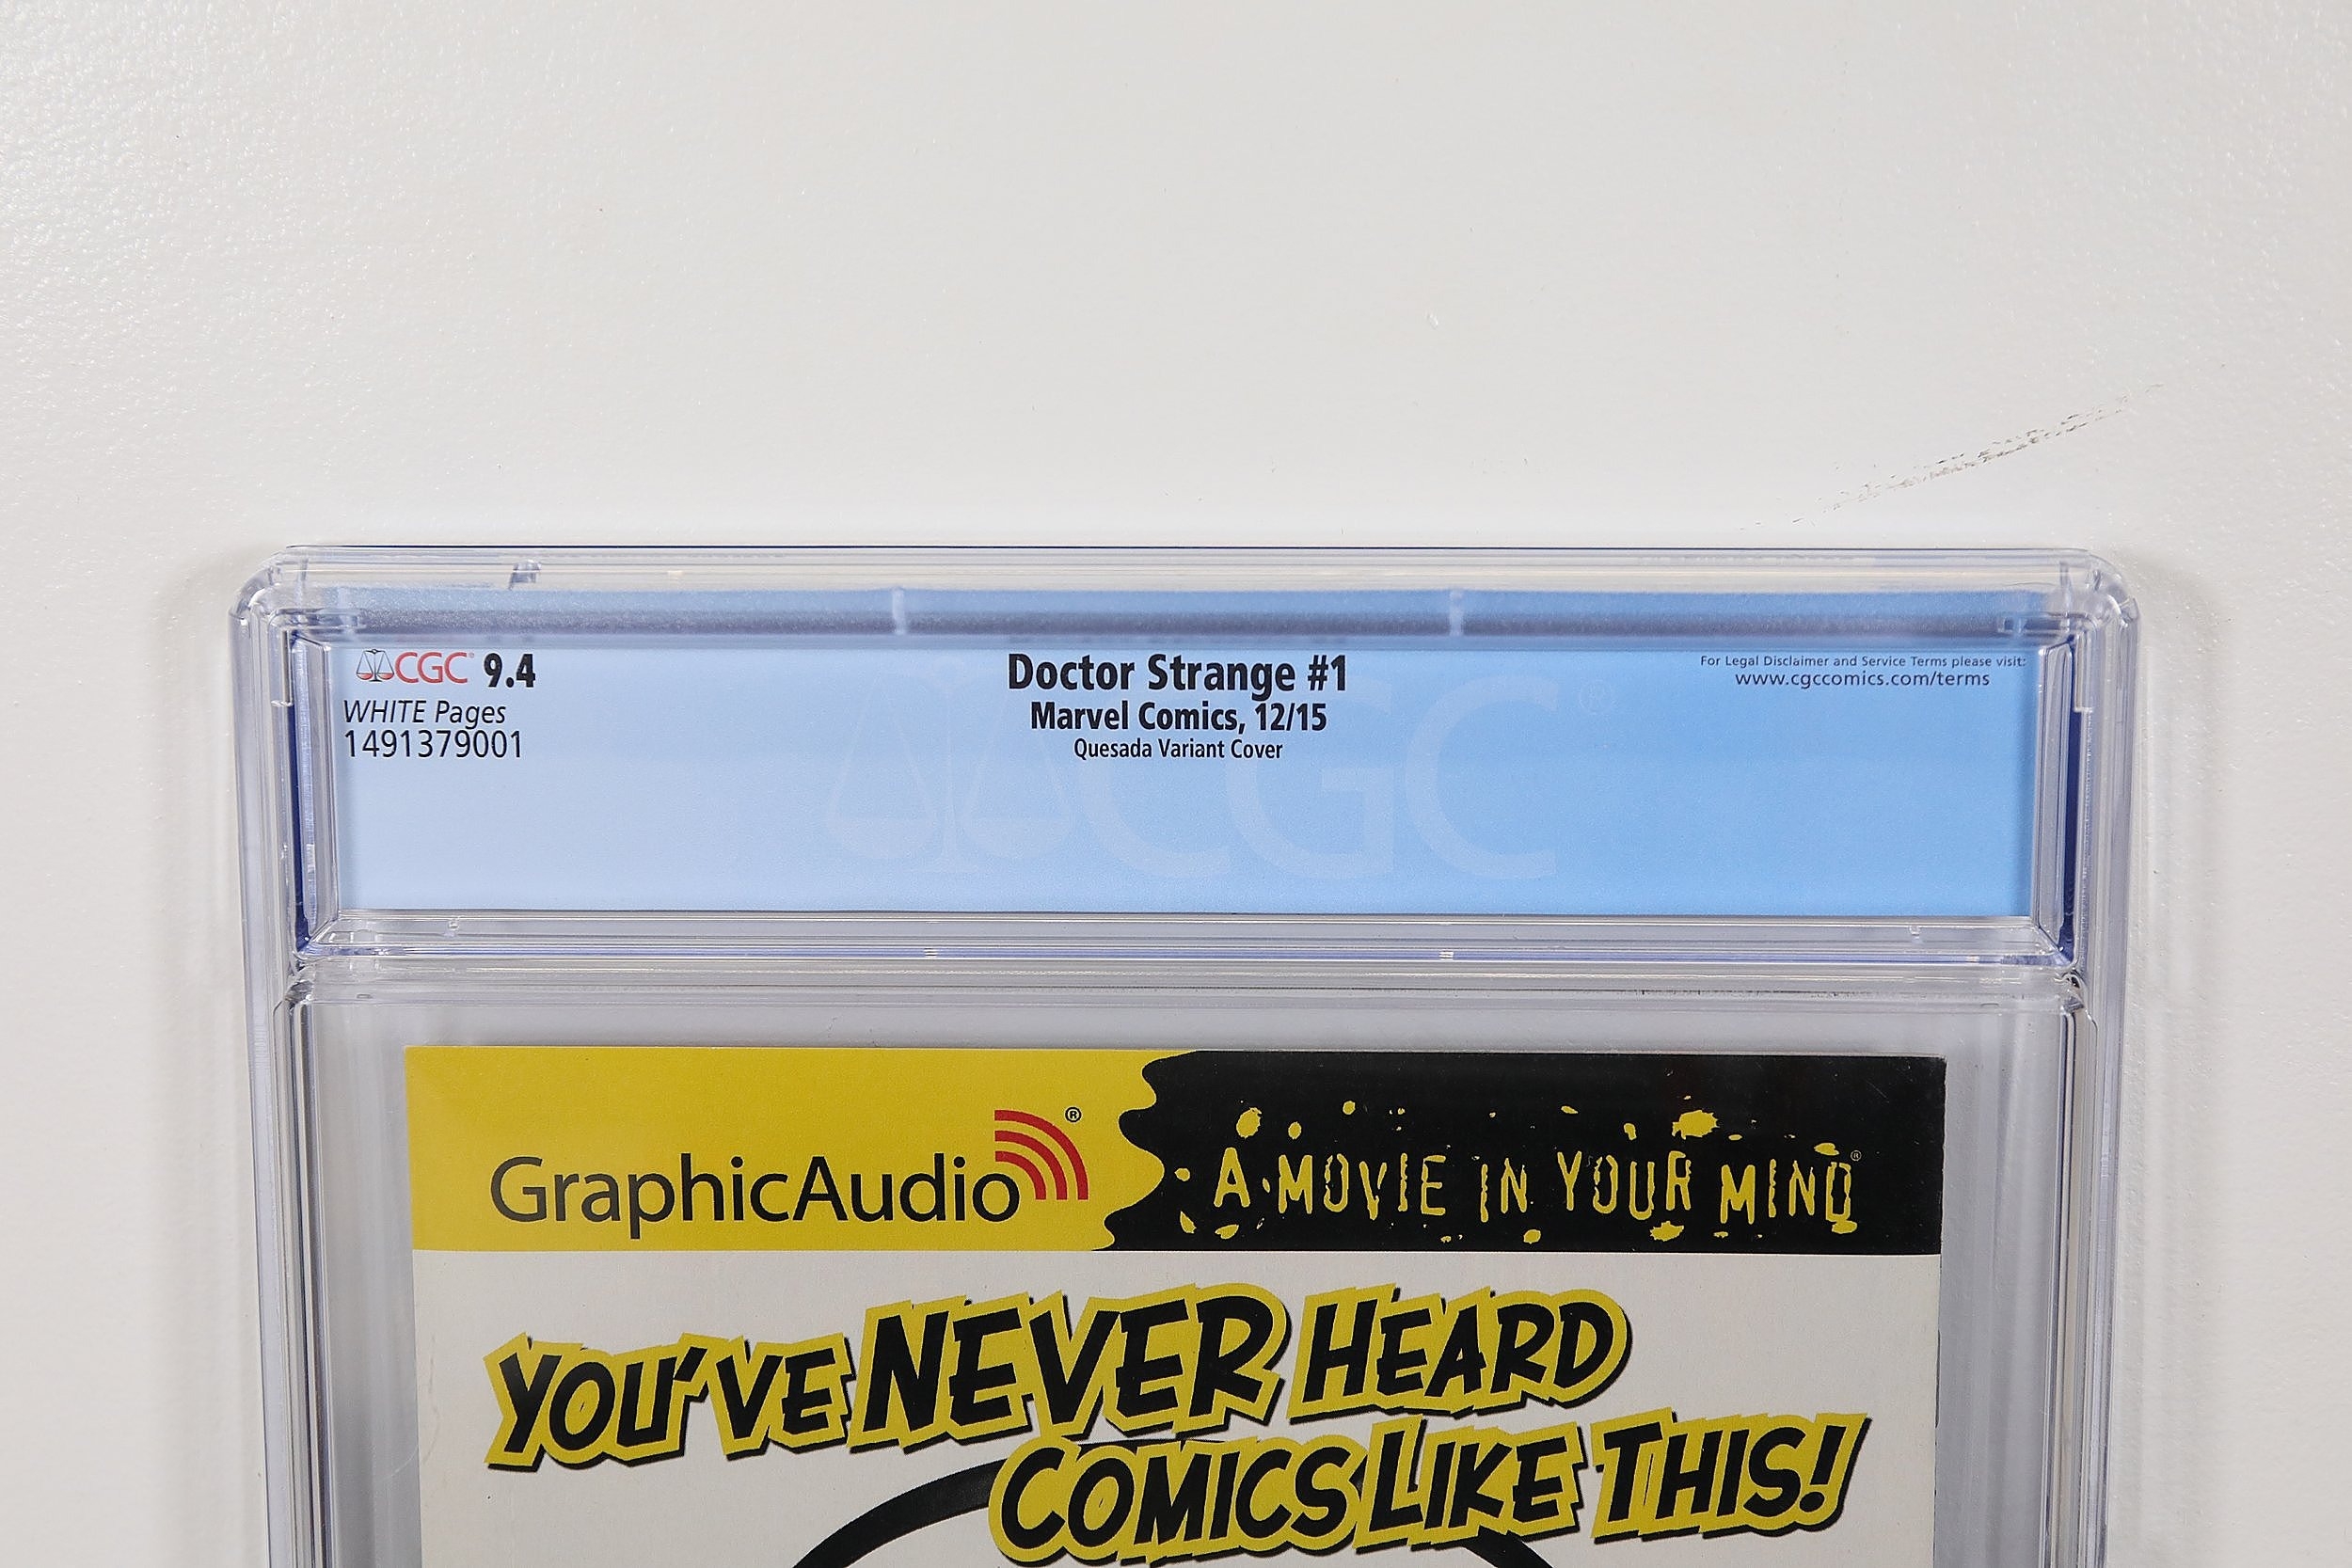 CGC® 9.4
WHITE Pages
1491379001
Doctor Strange #1
Marvel Comics, 12/15
Quesada Variant Cover
For Legal Disclaimer and Service Terms please visit:
www.cgccomics.com/terms
CGC®
GraphicAudio®
A MOVIE IN YOUR MIND®
YOU'VE NEVER HEARD
COMICS LIKE THIS!